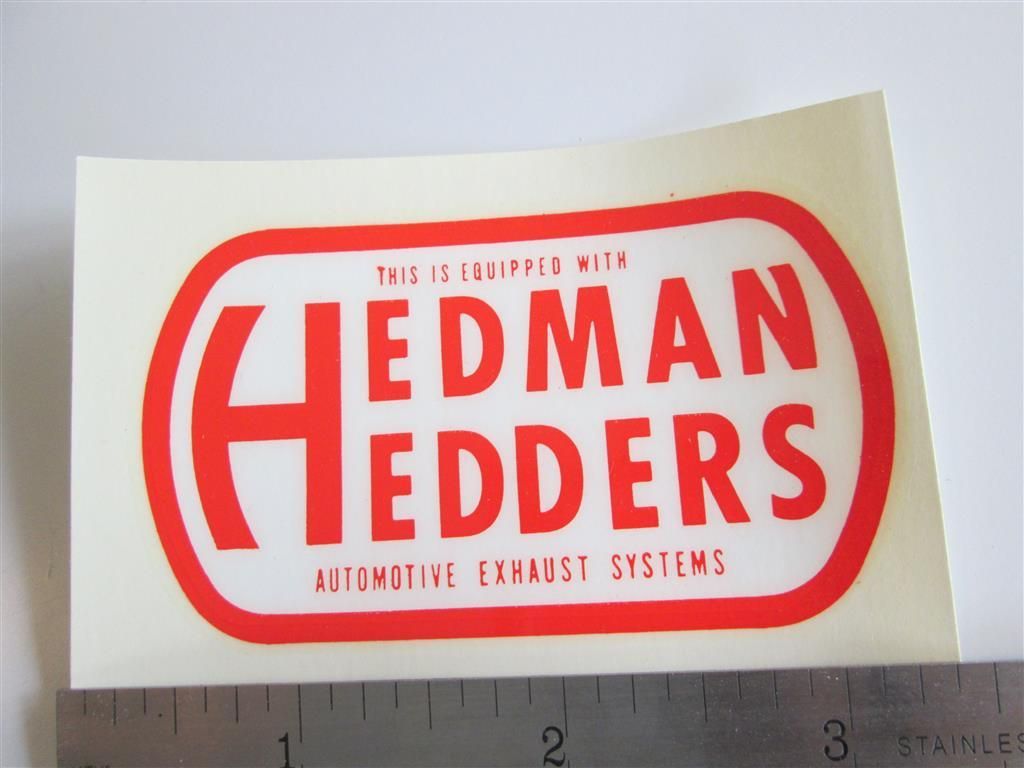 THIS IS EQUIPPED WITH
HEDMAN
HEDDERS
AUTOMOTIVE EXHAUST SYSTEMS
1 2 3 STAINLES